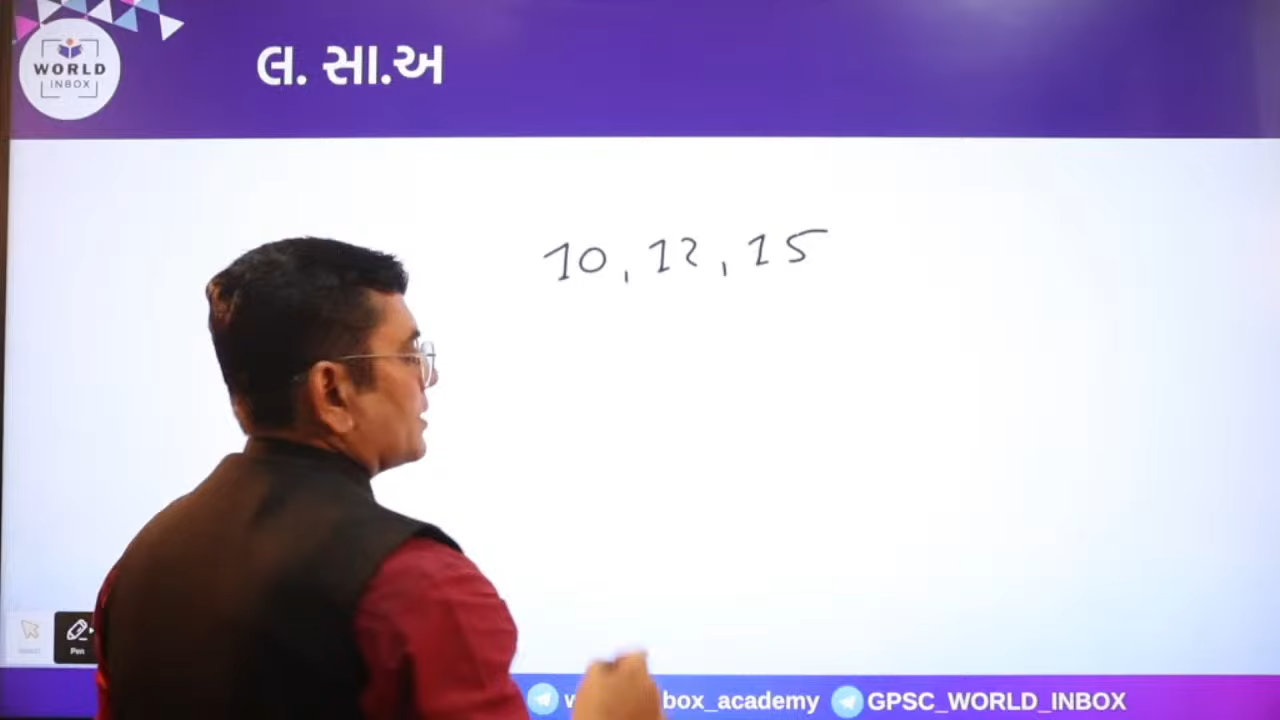 WORLD
INBOX
લ. સા.અ
10, 12, 15
Pen
box_academy
GPSC_WORLD_INBOX